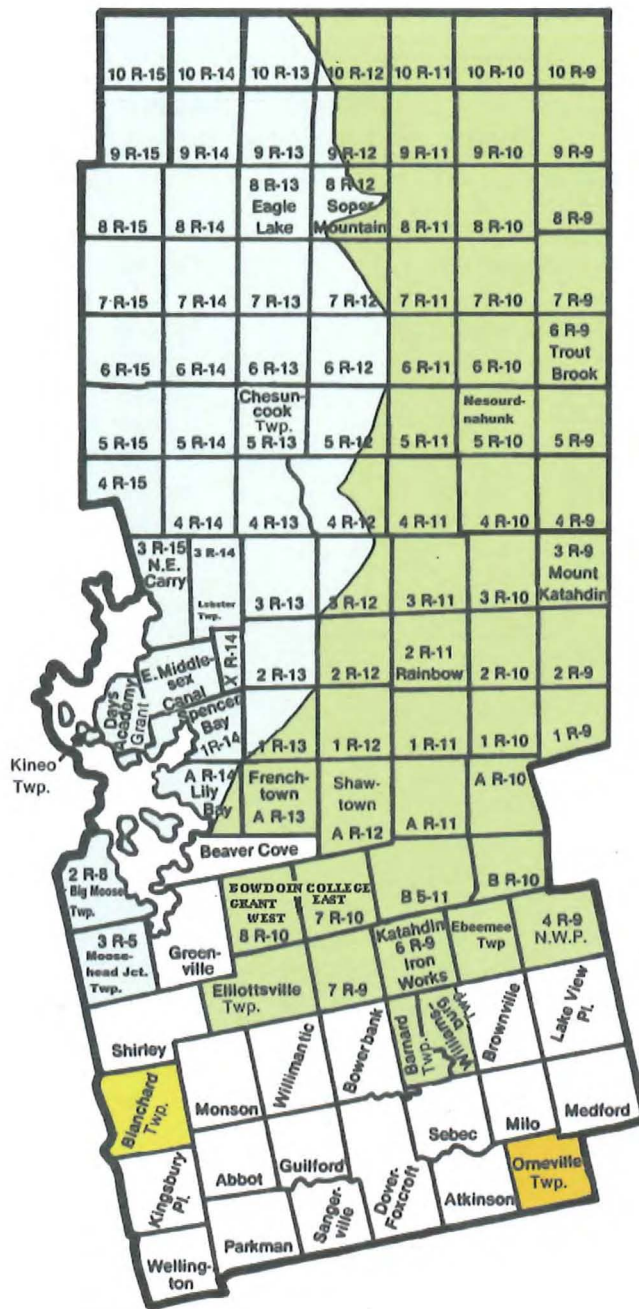 10 R-15 10 R-14 10 R-13 10 R-12 10 R-11 10 R-10 10 R-9
9 R-15 9 R-14 9 R-13 9 R-12 9 R-11 9 R-10 9 R-9
8 R-15 8 R-14 8 R-13 8 R-12 8 R-11 8 R-10 8 R-9
Eagle Soper
Lake Mountain
7 R-15 7 R-14 7 R-13 7 R-12 7 R-11 7 R-10 7 R-9
6 R-15 6 R-14 6 R-13 6 R-12 6 R-11 6 R-10 6 R-9
Trout
Brook
Chesun-
cook
Twp.
Nesourd-
nahunk
5 R-15 5 R-14 5 R-13 5 R-12 5 R-11 5 R-10 5 R-9
4 R-15 4 R-14 4 R-13 4 R-12 4 R-11 4 R-10 4 R-9
3 R-15
N.E.
Carry
3 R-14
Lobster
Twp.
3 R-13 3 R-12 3 R-11 3 R-10
3 R-9
Mount
Katahdin
E. Middle-
sex
Canal
X R-14
2 R-13 2 R-12
2 R-11
Rainbow
2 R-10 2 R-9
Days
Academy
Grant
Spencer
Bay
1R-14 1 R-13 1 R-12 1 R-11 1 R-10 1 R-9
Kineo
Twp.
A R-14
Lily
Bay
French-
town
A R-13
Shaw-
town
A R-12
A R-11
A R-10
Beaver Cove
2 R-8
Big Moose
Twp.
BOWDOIN COLLEGE
GRANT EAST
WEST 7 R-10
8 R-10
B 5-11
B R-10
3 R-5
Moose-
head Jct.
Twp.
Green-
ville
Katahdin
6 R-9
Iron
Works
Ebeemee
Twp
4 R-9
N.W.P.
Elliottsville
Twp.
7 R-9
Shirley
Monson
Willimantic
Bowerbank
Barnard
Twp.
Williams-
burg
Twp.
Brownville
Lake View
Pl.
Blanchard
Twp.
Abbot
Guilford
Dover-
Foxcroft
Sebec
Milo
Medford
Kingsbury
Pl.
Parkman
Sanger-
ville
Atkinson
Orneville
Twp.
Welling-
ton